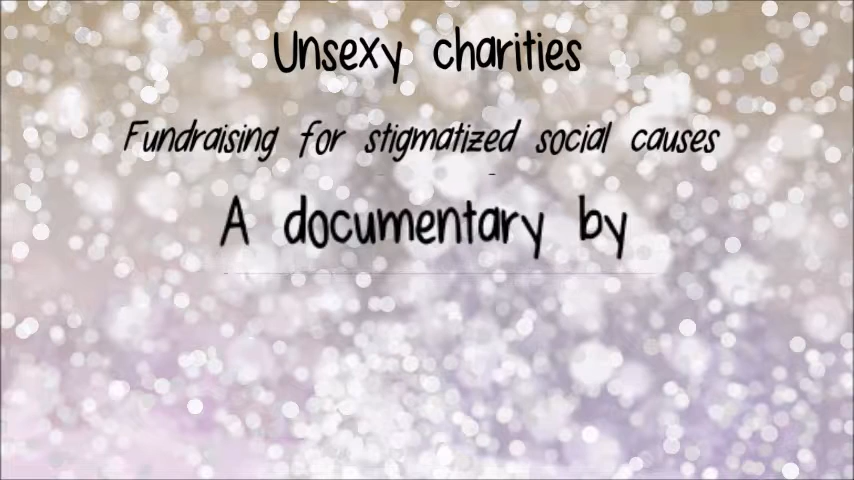 Unsexy charities
Fundraising for stigmatized social causes
A documentary by